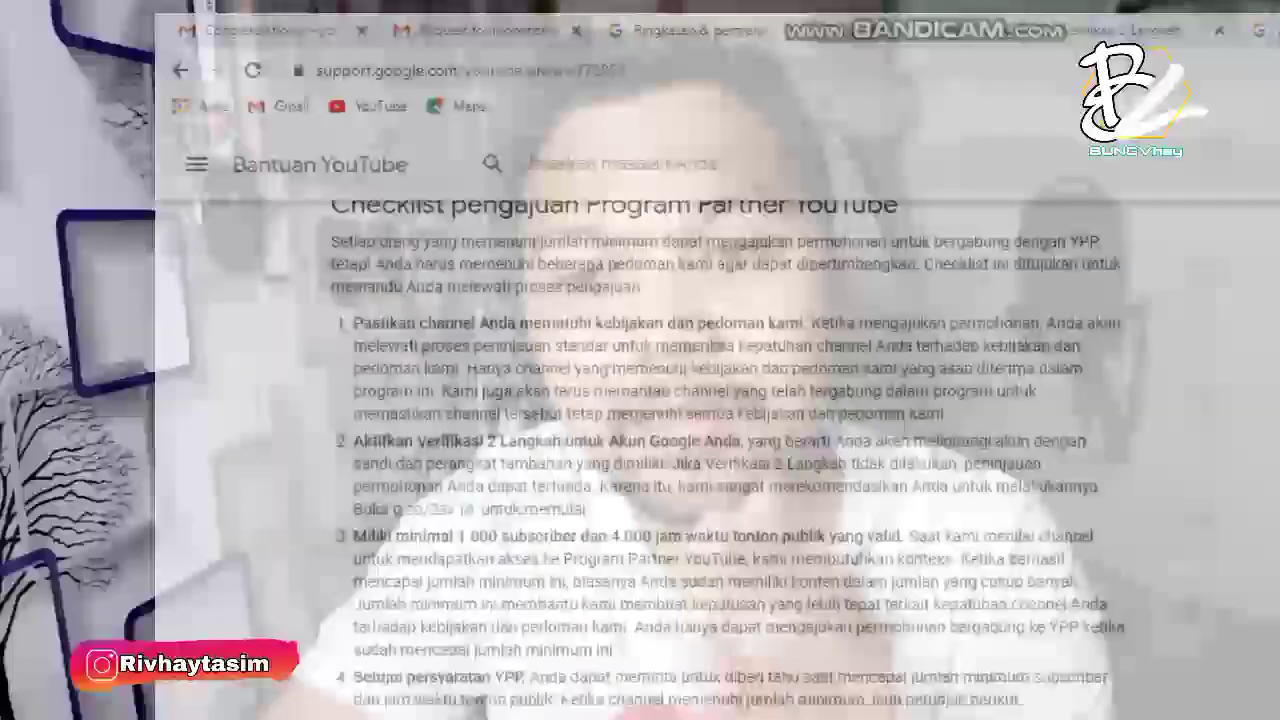 www.BANDICAM.com
support.google.com
Gmail
YouTube
Maps
BUNG Vhay
Bantuan YouTube
Checklist pengajuan Program Partner YouTube
Setiap orang yang memenuhi jumlah minimum dapat mengajukan permohonan untuk bergabung dengan YPP,
tetapi Anda harus memenuhi beberapa pedoman kami agar dapat dipertimbangkan. Checklist ini ditujukan untuk
memandu Anda melewati proses pengajuan
1. Pastikan channel Anda mematuhi kebijakan dan pedoman kami. Ketika mengajukan permohonan, Anda akan
melewati proses peninjauan standar untuk memeriksa kepatuhan channel Anda terhadap kebijakan dan
pedoman kami. Hanya channel yang memenuhi kebijakan dan pedoman kami yang akan diterima dalam
program ini. Kami juga akan terus memantau channel yang telah tergabung dalam program untuk
memastikan channel tersebut tetap memenuhi semua kebijakan dan pedoman kami
2. Aktifkan Verifikasi 2 Langkah untuk Akun Google Anda, yang berarti Anda akan melindungi akun dengan
sandi dan perangkat tambahan yang dimiliki. Jika Verifikasi 2 Langkah tidak dilakukan, peninjauan
permohonan Anda dapat tertunda. Karena itu, kami sangat merekomendasikan Anda untuk melakukannya.
Buka untuk memulai
3. Miliki minimal 1.000 subscriber dan 4.000 jam waktu tonton publik yang valid. Saat kami menilai channel
untuk mendapatkan akses ke Program Partner YouTube, kami membutuhkan konteks. Ketika berhasil
mencapai jumlah minimum ini, biasanya Anda sudah memiliki konten dalam jumlah yang cukup banyak.
Jumlah minimum ini membantu kami membuat keputusan yang lebih tepat terkait kepatuhan channel Anda
terhadap kebijakan dan pedoman kami. Anda hanya dapat mengajukan permohonan bergabung ke YPP ketika
sudah mencapai jumlah minimum ini
4. Setujui persyaratan YPP. Anda dapat meminta untuk diberi tahu saat mencapai jumlah minimum subscriber
dan jam waktu tonton publik. Ketika channel memenuhi jumlah minimum, ikuti petunjuk berikut.
Rivhaytasim